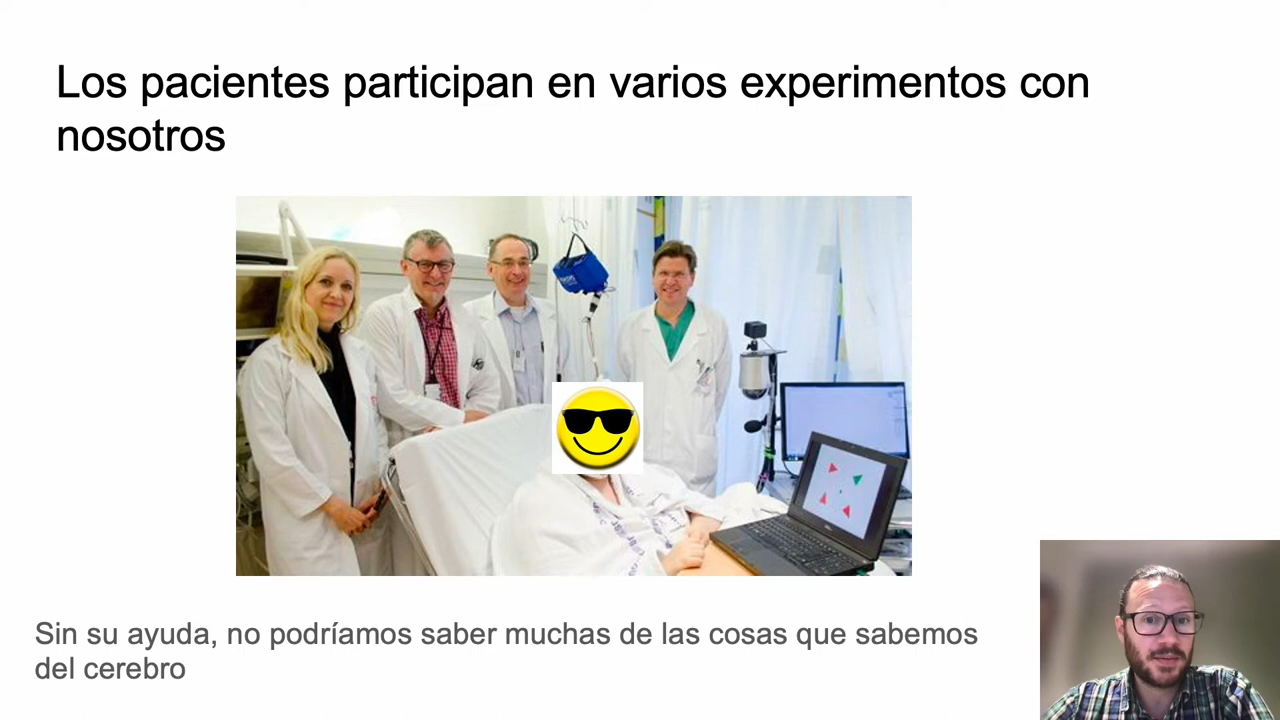 Los pacientes participan en varios experimentos con
nosotros
Sin su ayuda, no podríamos saber muchas de las cosas que sabemos
del cerebro